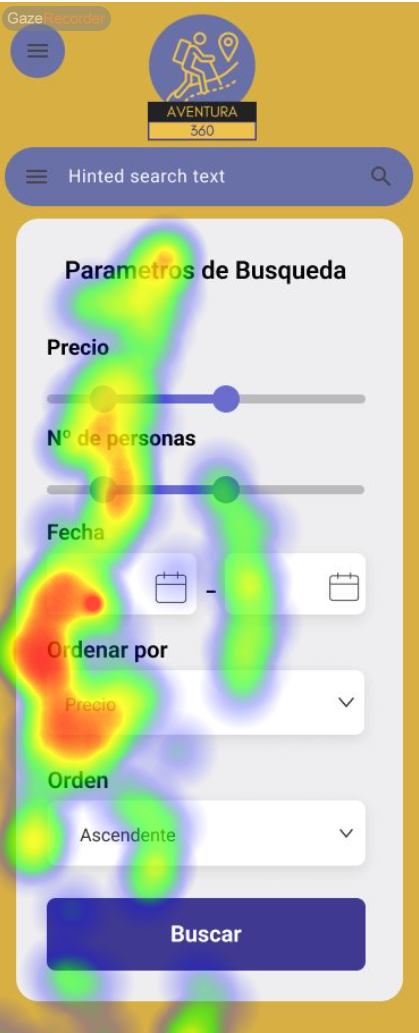 GazeRecorder
AVENTURA
360
Hinted search text
Parametros de Busqueda
Precio
Nº de personas
Fecha
-
Ordenar por
Precio
Orden
Ascendente
Buscar